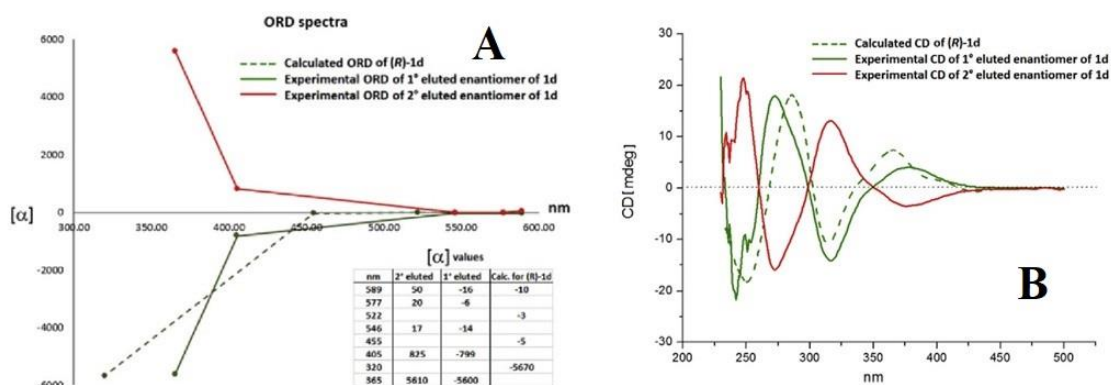 ORD spectra
A
Calculated ORD of (R)-1d
Experimental ORD of 1° eluted enantiomer of 1d
Experimental ORD of 2° eluted enantiomer of 1d
6000
4000
2000
0
-2000
-4000
[α]
300.00 350.00 400.00 500.00 550.00 600.00
nm
[α] values
nm 2° eluted 1° eluted Calc. for (R)-1d
589 50 -16 -10
577 20 -6
522 -3
546 17 -14
455 -5
405 825 -799
320 -5670
365 5610 -5600
B
Calculated CD of (R)-1d
Experimental CD of 1° eluted enantiomer of 1d
Experimental CD of 2° eluted enantiomer of 1d
CD [mdeg]
30
20
10
0
-10
-20
-30
200 250 300 350 400 450 500
nm